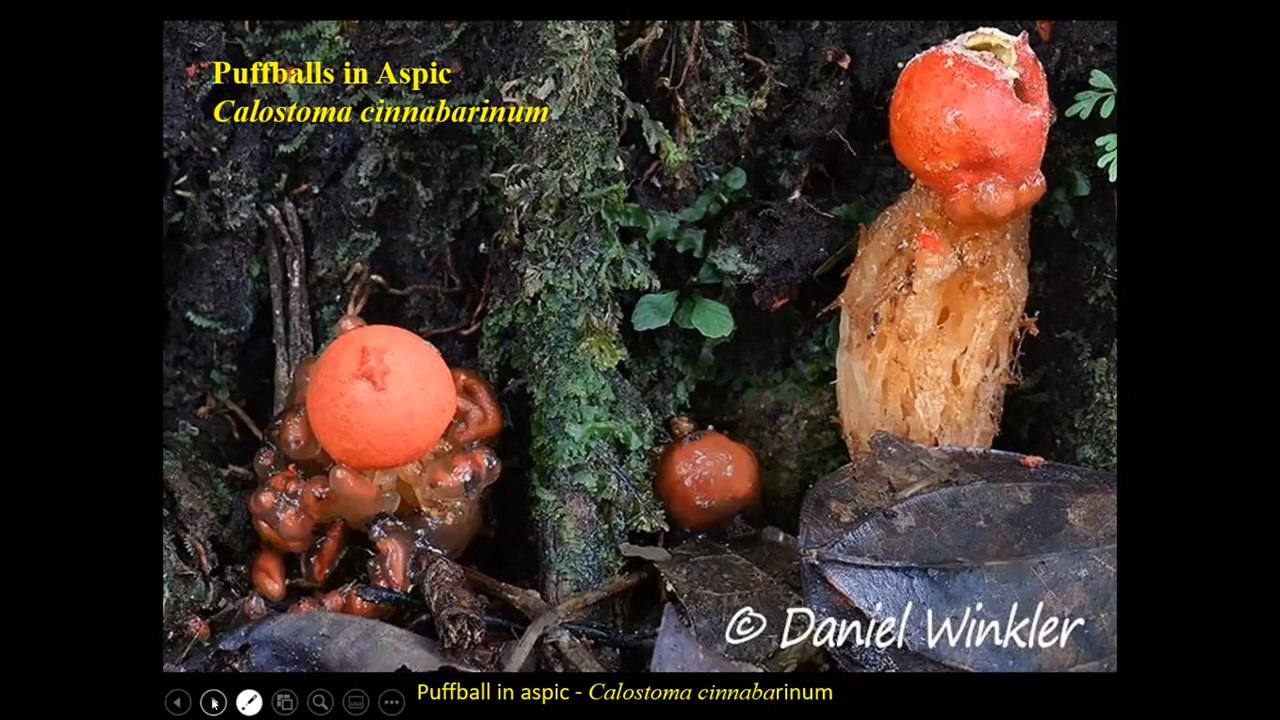 Puffballs in Aspic
Calostoma cinnabarinum
© Daniel Winkler
Puffball in aspic - Calostoma cinnabarinum